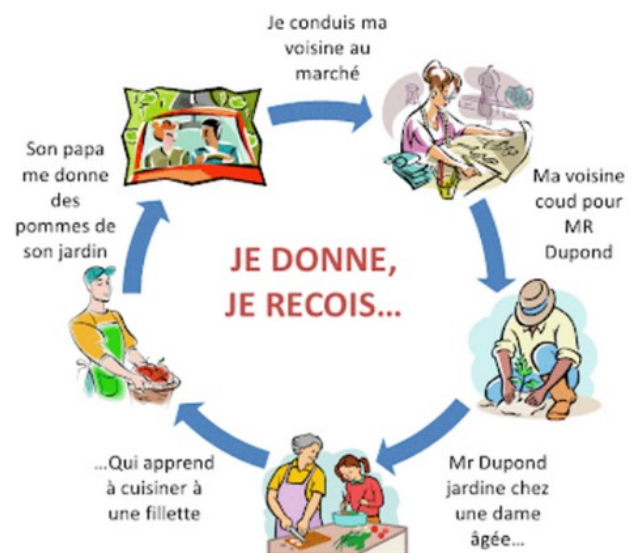 Je conduis ma
voisine au
marché
Ma voisine
coud pour
MR
Dupond
Mr Dupond
jardine chez
une dame
âgée...
...Qui apprend
à cuisiner à
une fillette
Son papa
me donne
des
pommes de
son jardin
JE DONNE,
JE RECOIS...